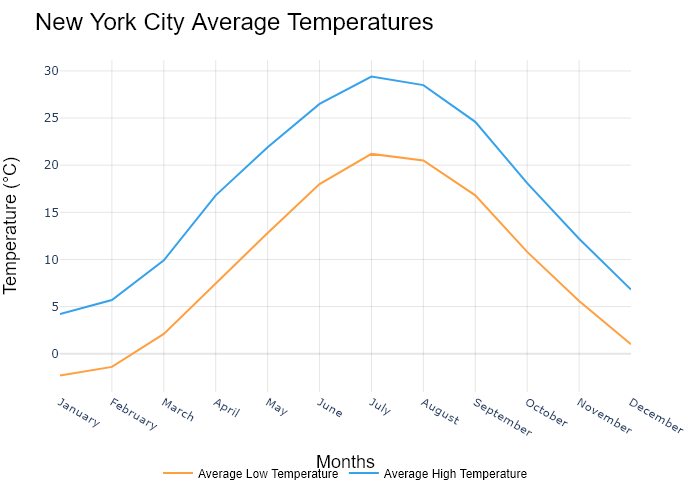 New York City Average Temperatures
Temperature (°C)
30
25
20
15
10
5
0
January
February
March
April
May
June
July
August
September
October
November
December
Months
Average Low Temperature
Average High Temperature